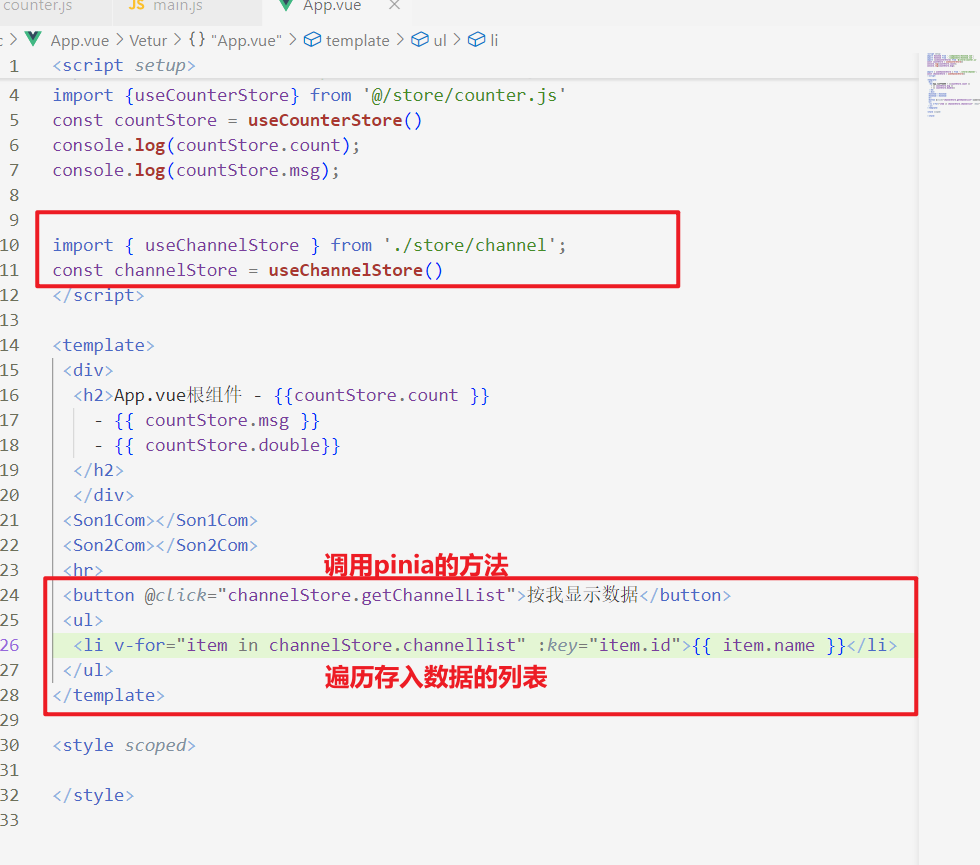 counter.js JS main.js App.vue ×
c > App.vue > Vetur > {} "App.vue" > template > ul > li
1 <script setup>
4 import {useCounterStore} from '@/store/counter.js'
5 const countStore = useCounterStore()
6 console.log(countStore.count);
7 console.log(countStore.msg);
8
9
10 import { useChannelStore } from './store/channel';
11 const channelStore = useChannelStore()
12 </script>
13
14 <template>
15 <div>
16 <h2>App.vue根组件 - {{countStore.count }}
17 - {{ countStore.msg }}
18 - {{ countStore.double}}
19 </h2>
20 </div>
21 <Son1Com></Son1Com>
22 <Son2Com></Son2Com>
调用pinia的方法
23 <hr>
24 <button @click="channelStore.getChannelList">按我显示数据</button>
25 <ul>
26 <li v-for="item in channelStore.channellist" :key="item.id">{{ item.name }}</li>
27 </ul>
遍历存入数据的列表
28 </template>
29
30 <style scoped>
31
32 </style>
33